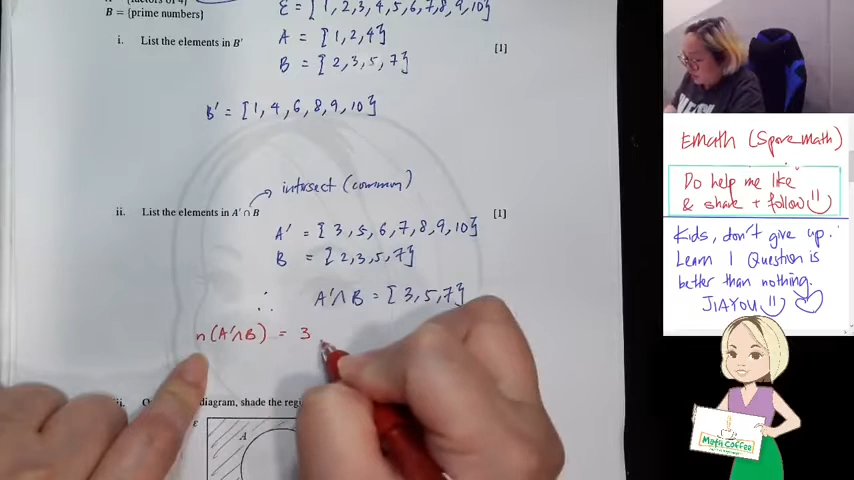 ε = [1, 2, 3, 4, 5, 6, 7, 8, 9, 10}
B = {prime numbers}
A = [1, 2, 4}
i. List the elements in B' [1]
B = [2, 3, 5, 7}
B' = [1, 4, 6, 8, 9, 10}
intersect (common)
ii. List the elements in A' ∩ B [1]
A' = [3, 5, 6, 7, 8, 9, 10}
B = [2, 3, 5, 7}
∴ A' ∩ B = [3, 5, 7}
n(A' ∩ B) = 3
diagram, shade the
ε
A
EMath (Spore Math)
Do help me like
& share + follow
Kids, don't give up.
Learn 1 Question is
better than nothing.
JIAYOU
Math Coffee